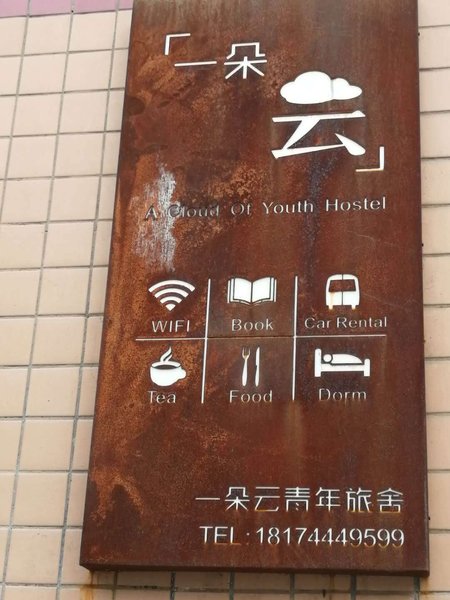 「一朵
云」
A Cloud Of Youth Hostel
WIFI Book Car Rental
Tea Food Dorm
一朵云青年旅舍
TEL:18174449599